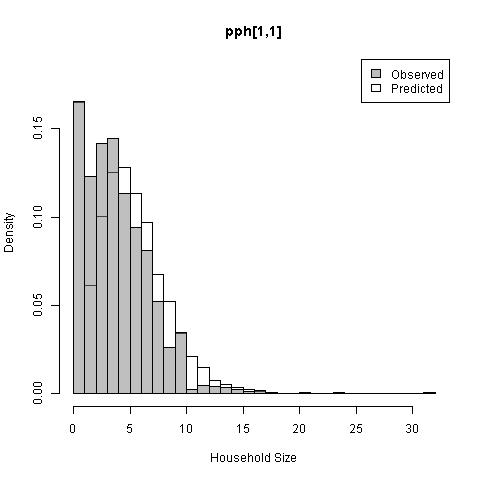 pph[1,1]
Observed
Predicted
Density
0.15
0.10
0.05
0.00
0 5 10 15 20 25 30
Household Size